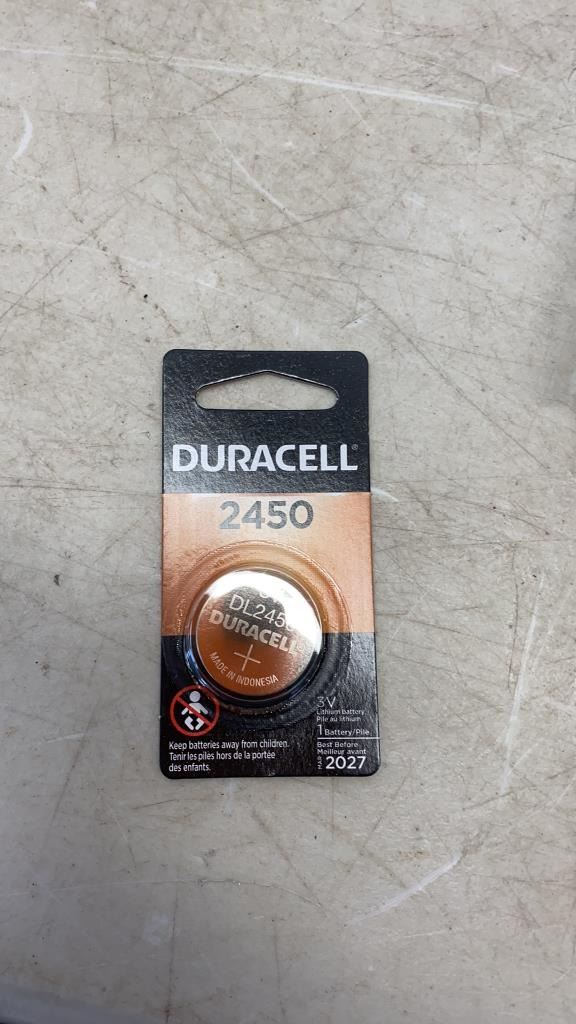 DURACELL®
2450
DURACELL
MADE IN INDONESIA
3V
Lithium battery
Pile au lithium
1 Battery/Pile
Best Before
Meilleur avant
MAR 2027
Keep batteries away from children.
Tenir les piles hors de la portée
des enfants.